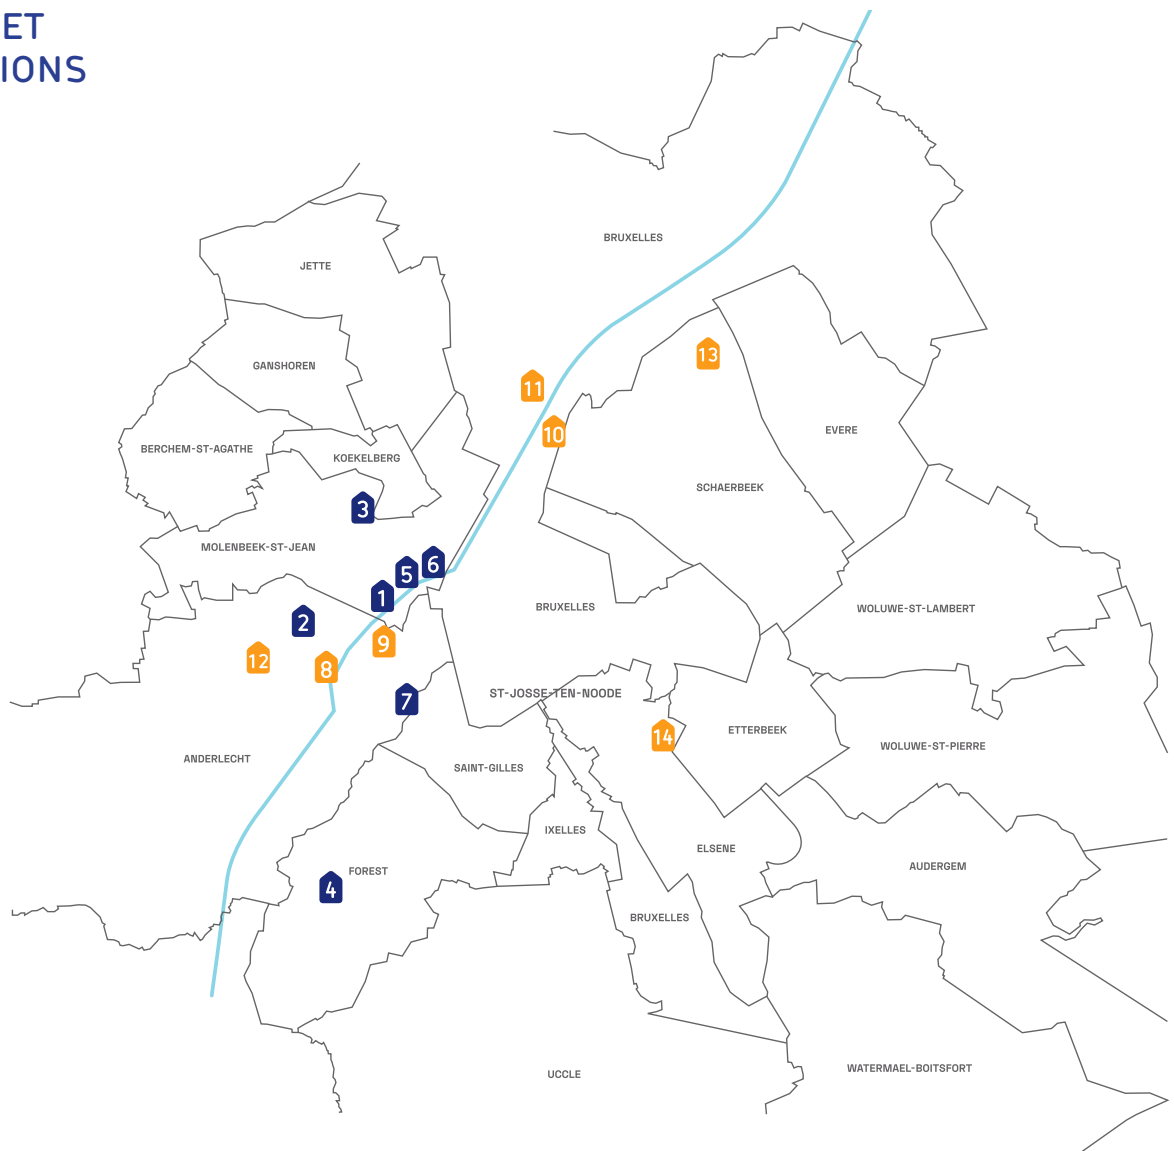 ET
IONS
BRUXELLES
JETTE
13
GANSHOREN
11
EVERE
10
BERCHEM-ST-AGATHE
KOEKELBERG
SCHAERBEEK
3
MOLENBEEK-ST-JEAN
6
5
1
BRUXELLES
WOLUWE-ST-LAMBERT
2
9
12
8
ST-JOSSE-TEN-NOODE
7
ETTERBEEK
14
WOLUWE-ST-PIERRE
ANDERLECHT
SAINT-GILLES
IXELLES
ELSENE
AUDERGEM
FOREST
4
BRUXELLES
WATERMAEL-BOITSFORT
UCCLE